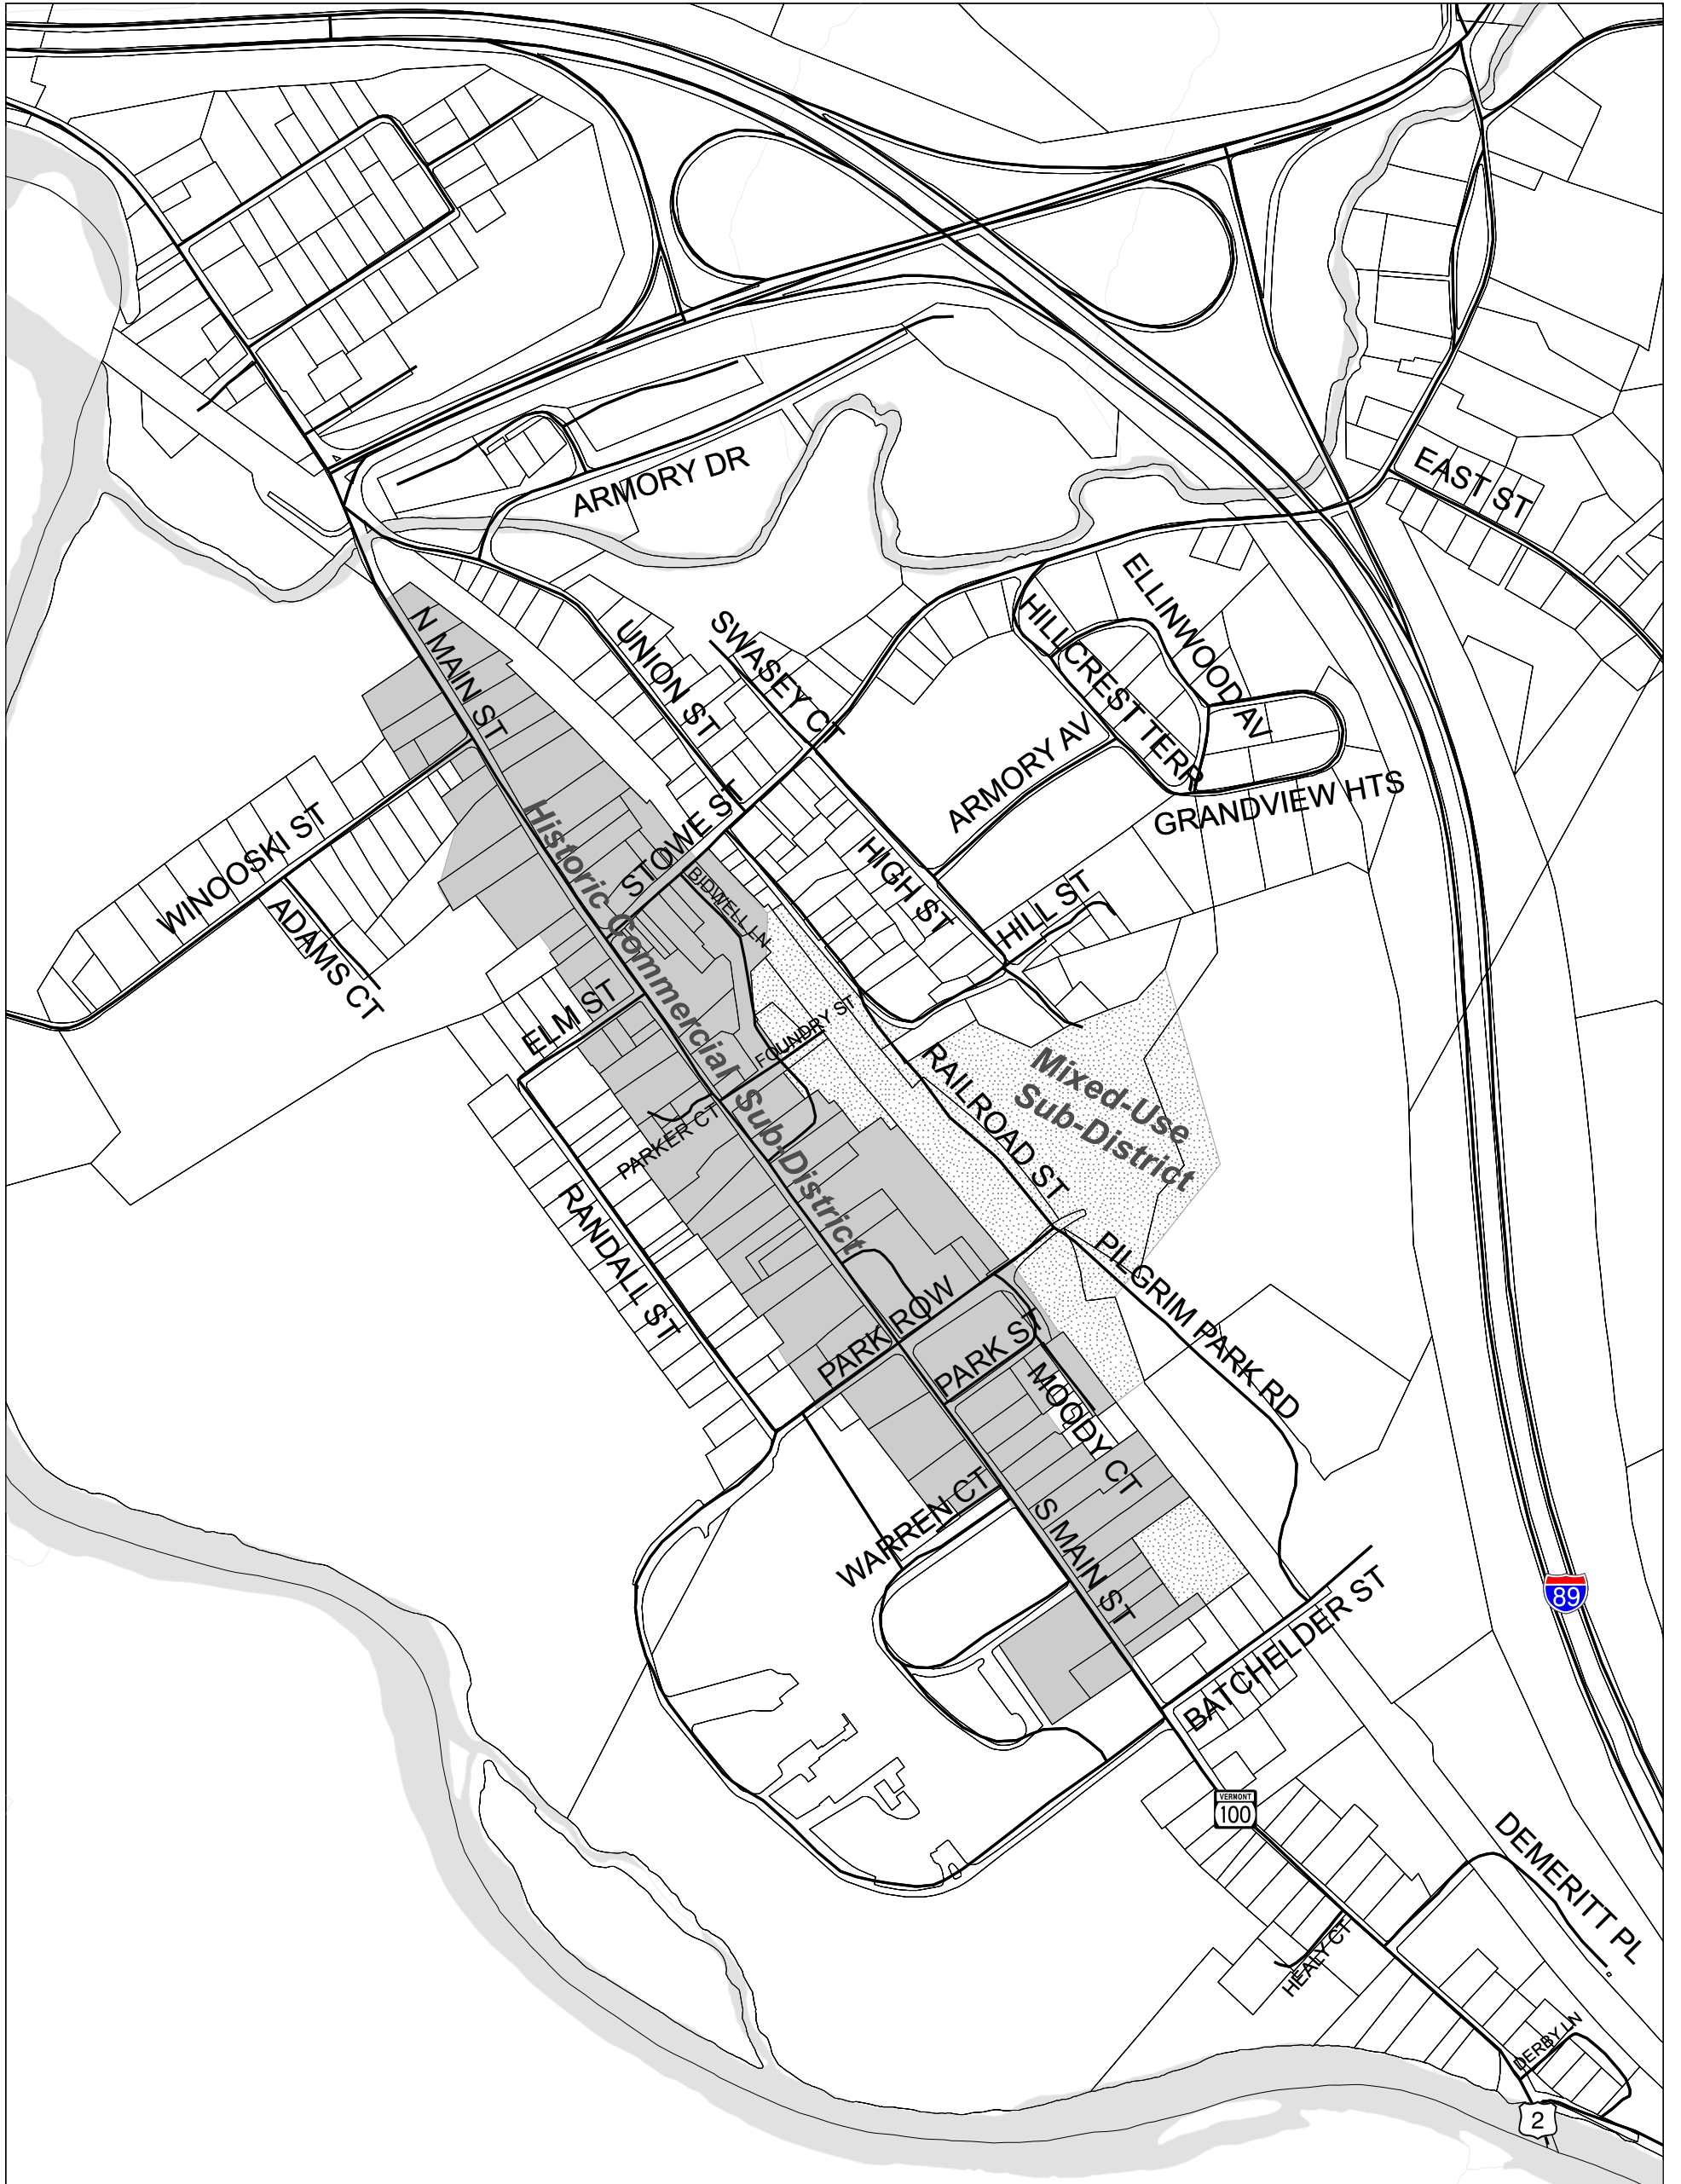 ARMORY DR
EAST ST
N MAIN ST
UNION ST
SWASEY CT
HILLCREST TERR
ELLINWOOD AV
ARMORY AV
GRANDVIEW HTS
WINOOSKI ST
ADAMS CT
Historic Commercial Sub-District
STOWE ST
BIDWELL LN
HIGH ST
HILL ST
ELM ST
FOUNDRY ST
PARKER CT
RAILROAD ST
Mixed-Use
Sub-District
RANDALL ST
PARK ROW
PARK ST
PILGRIM PARK RD
MOODY CT
WARREN CT
S MAIN ST
89
BATCHELDER ST
VERMONT
100
DEMERITT PL
HEALY CT
DERBY LN
2